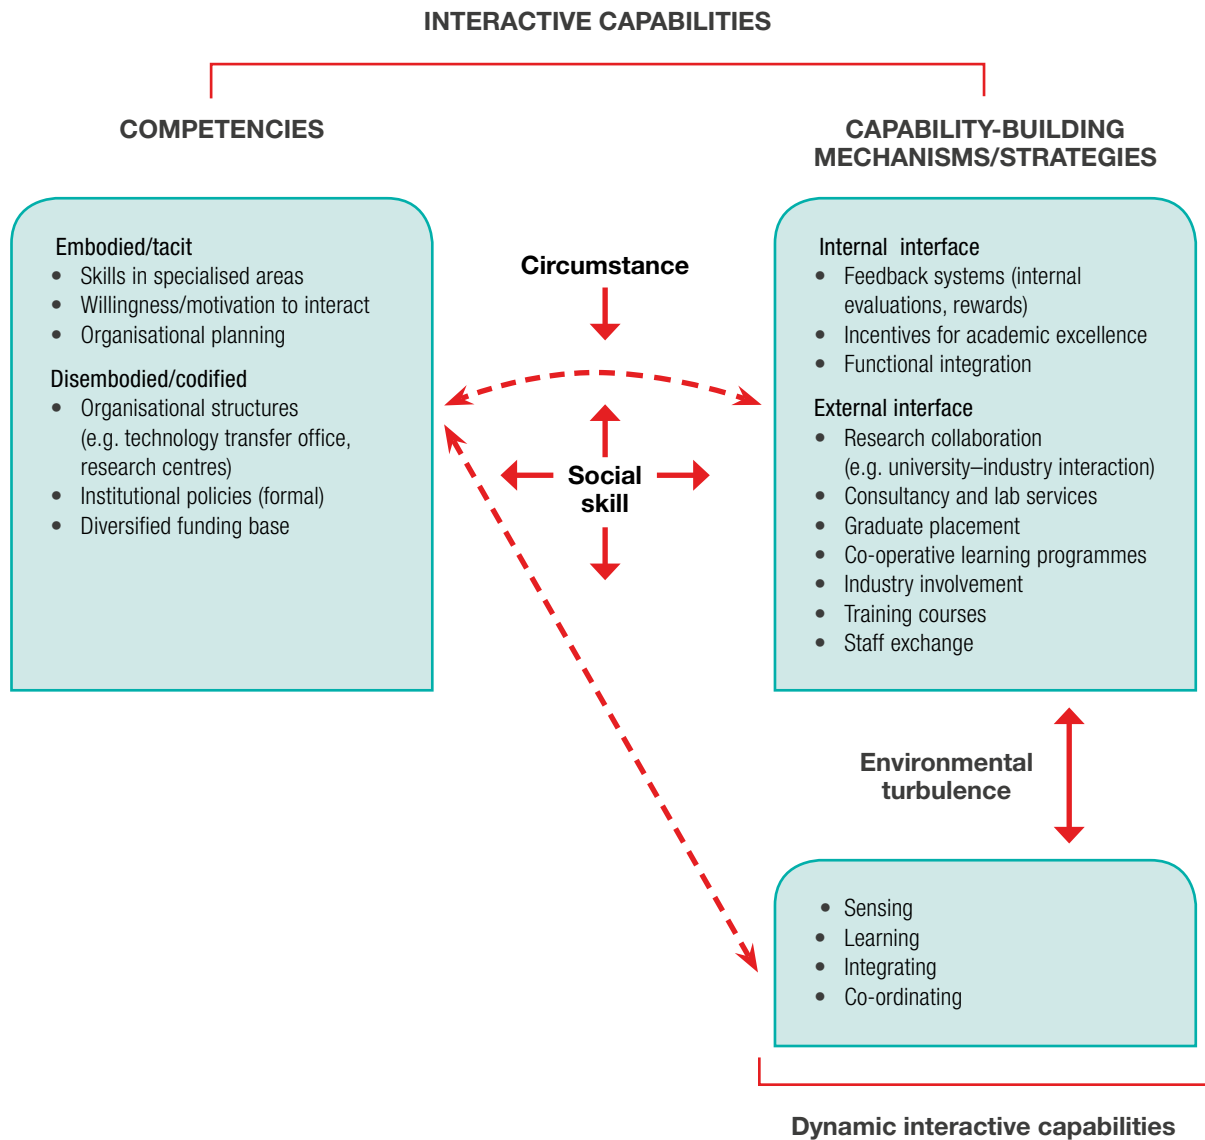 INTERACTIVE CAPABILITIES
COMPETENCIES
CAPABILITY-BUILDING
MECHANISMS/STRATEGIES
Embodied/tacit
• Skills in specialised areas
• Willingness/motivation to interact
• Organisational planning
Disembodied/codified
• Organisational structures
(e.g. technology transfer office,
research centres)
• Institutional policies (formal)
• Diversified funding base
Circumstance
Social
skill
Internal interface
• Feedback systems (internal
evaluations, rewards)
• Incentives for academic excellence
• Functional integration
External interface
• Research collaboration
(e.g. university–industry interaction)
• Consultancy and lab services
• Graduate placement
• Co-operative learning programmes
• Industry involvement
• Training courses
• Staff exchange
Environmental
turbulence
• Sensing
• Learning
• Integrating
• Co-ordinating
Dynamic interactive capabilities